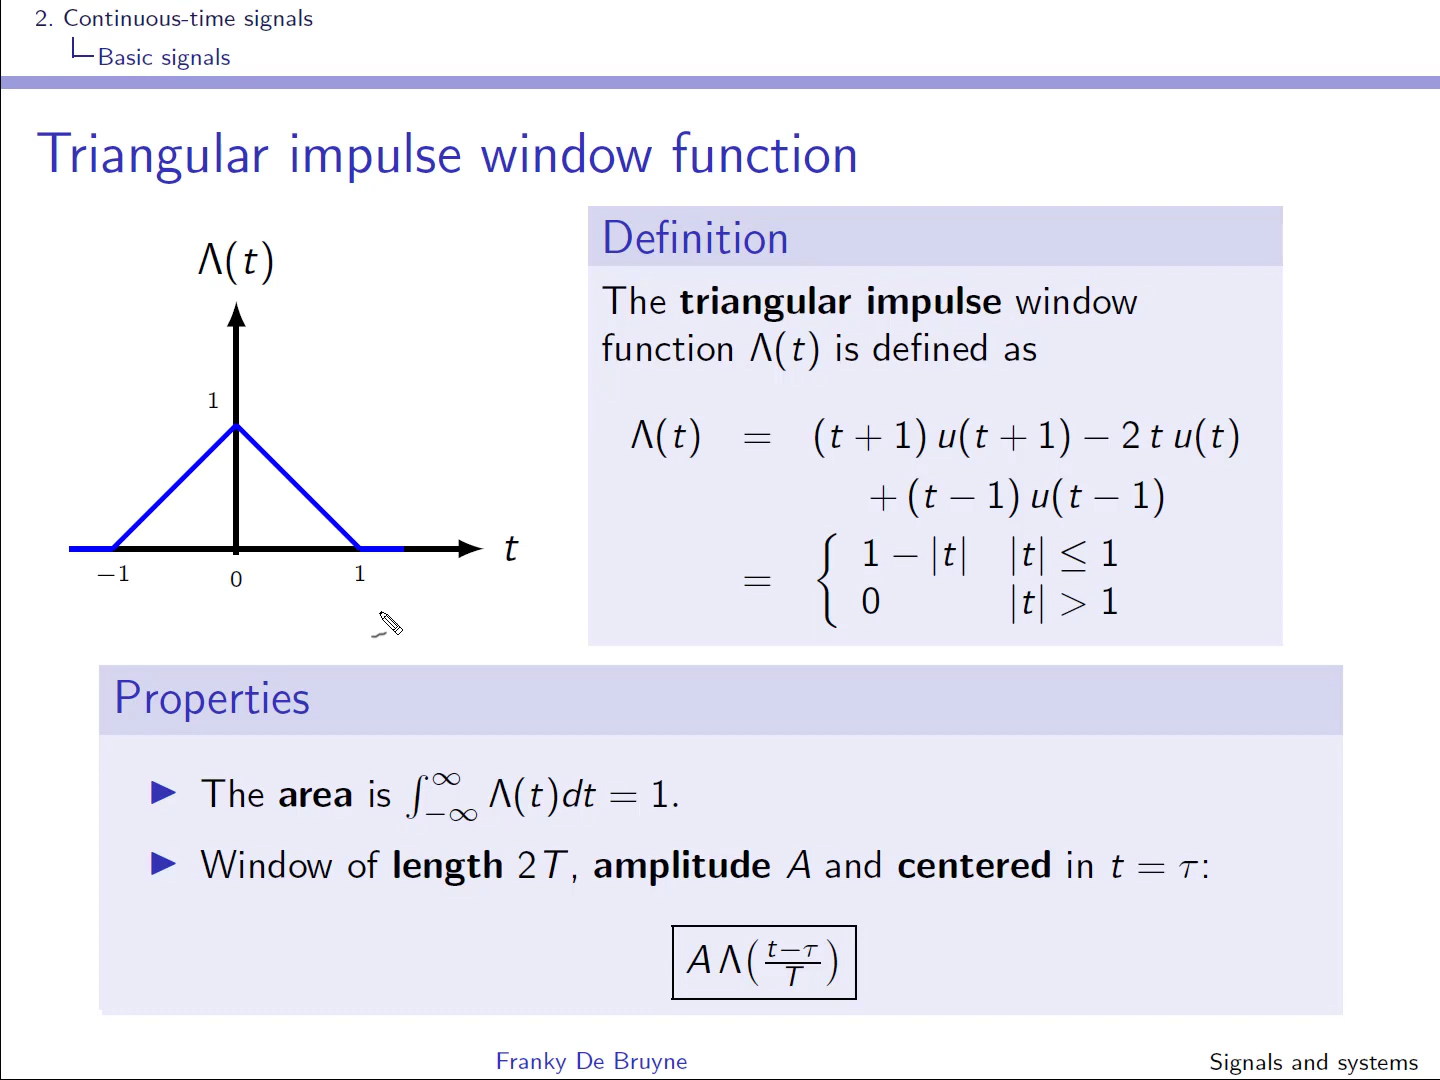 2. Continuous-time signals
Basic signals
Triangular impulse window function
Λ(t)
1
t
−1
0
1
Definition
The triangular impulse window
function Λ(t) is defined as
Λ(t) = (t + 1) u(t + 1) − 2 t u(t)
+ (t − 1) u(t − 1)
= { 1 − |t| |t| ≤ 1
0 |t| > 1
Properties
▶ The area is ∫_{−∞}^{∞} Λ(t)dt = 1.
▶ Window of length 2T, amplitude A and centered in t = τ:
A Λ((t−τ)/T)
Franky De Bruyne
Signals and systems